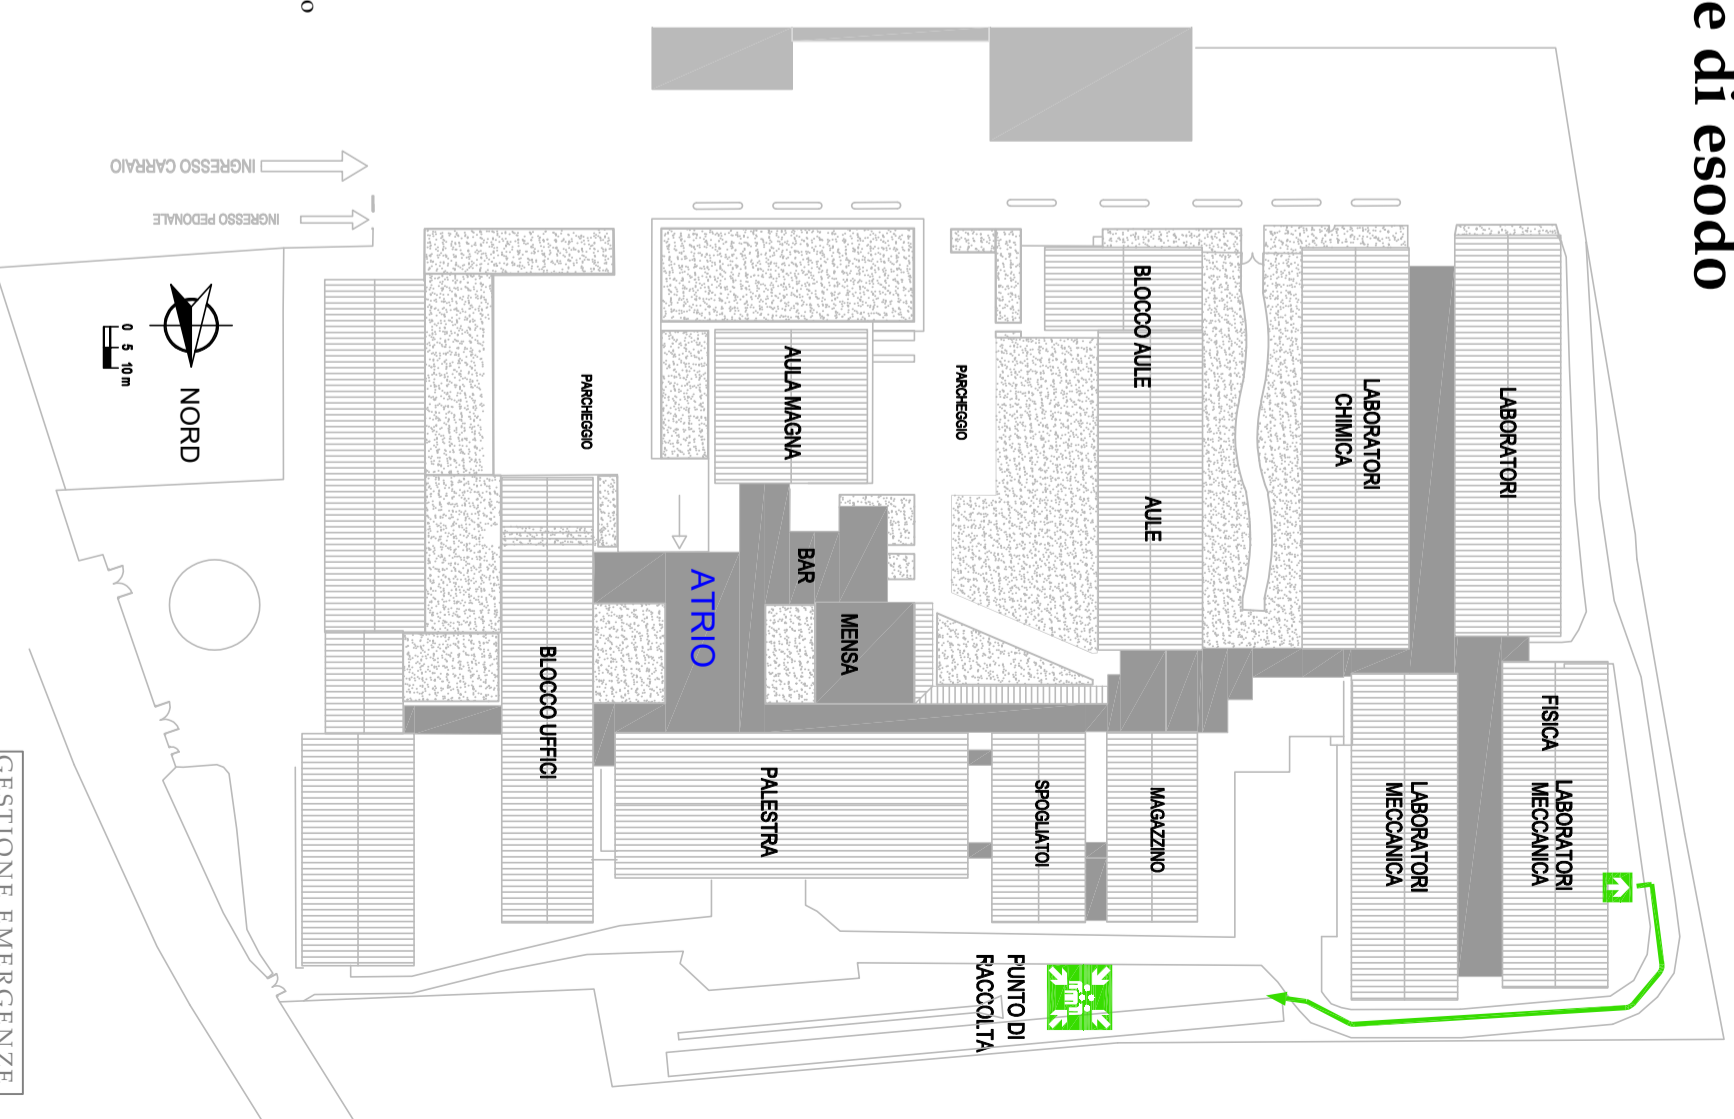 e di esodo
o
INGRESSO CARRAIO
INGRESSO PEDONALE
NORD
0 5 10 m
PARCHEGGIO
AULA MAGNA
PARCHEGGIO
BLOCCO AULE
AULE
LABORATORI
CHIMICA
LABORATORI
ATRIO
BAR
MENSA
BLOCCO UFFICI
PALESTRA
SPOGLIATOI
MAGAZZINO
LABORATORI
MECCANICA
FISICA
LABORATORI
MECCANICA
PUNTO DI
RACCOLTA
GESTIONE EMERGENZE